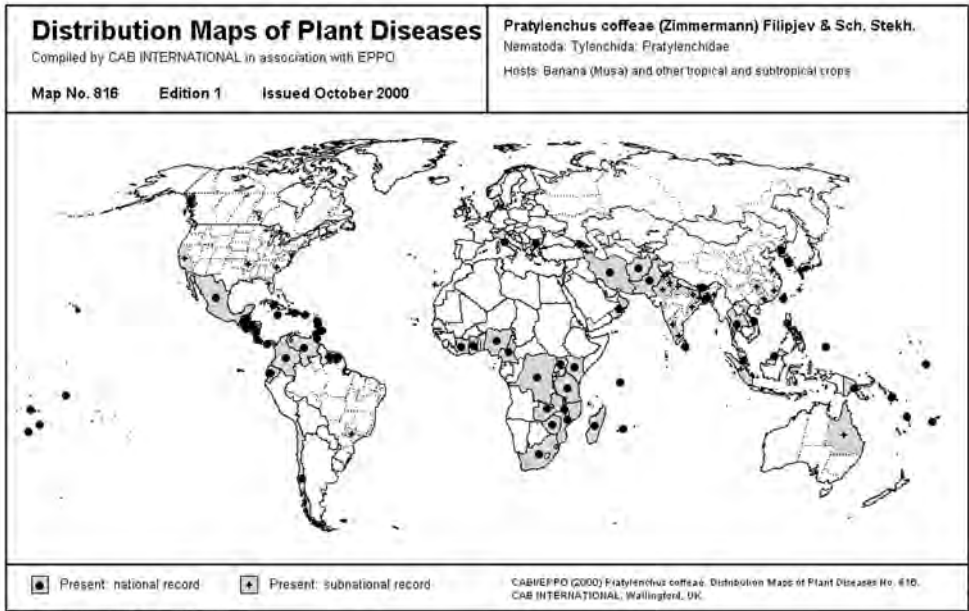 Distribution Maps of Plant Diseases
Compiled by CAB INTERNATIONAL in association with EPPO
Map No. 816 Edition 1 Issued October 2000
Pratylenchus coffeae (Zimmermann) Filipjev & Sch. Stekh.
Nematoda: Tylenchida: Pratylenchidae
Hosts: Banana (Musa) and other tropical and subtropical crops
Present: national record
Present: subnational record
CABI/EPPO (2000) Pratylenchus coffeae. Distribution Maps of Plant Diseases No. 816.
CAB INTERNATIONAL, Wallingford, UK.